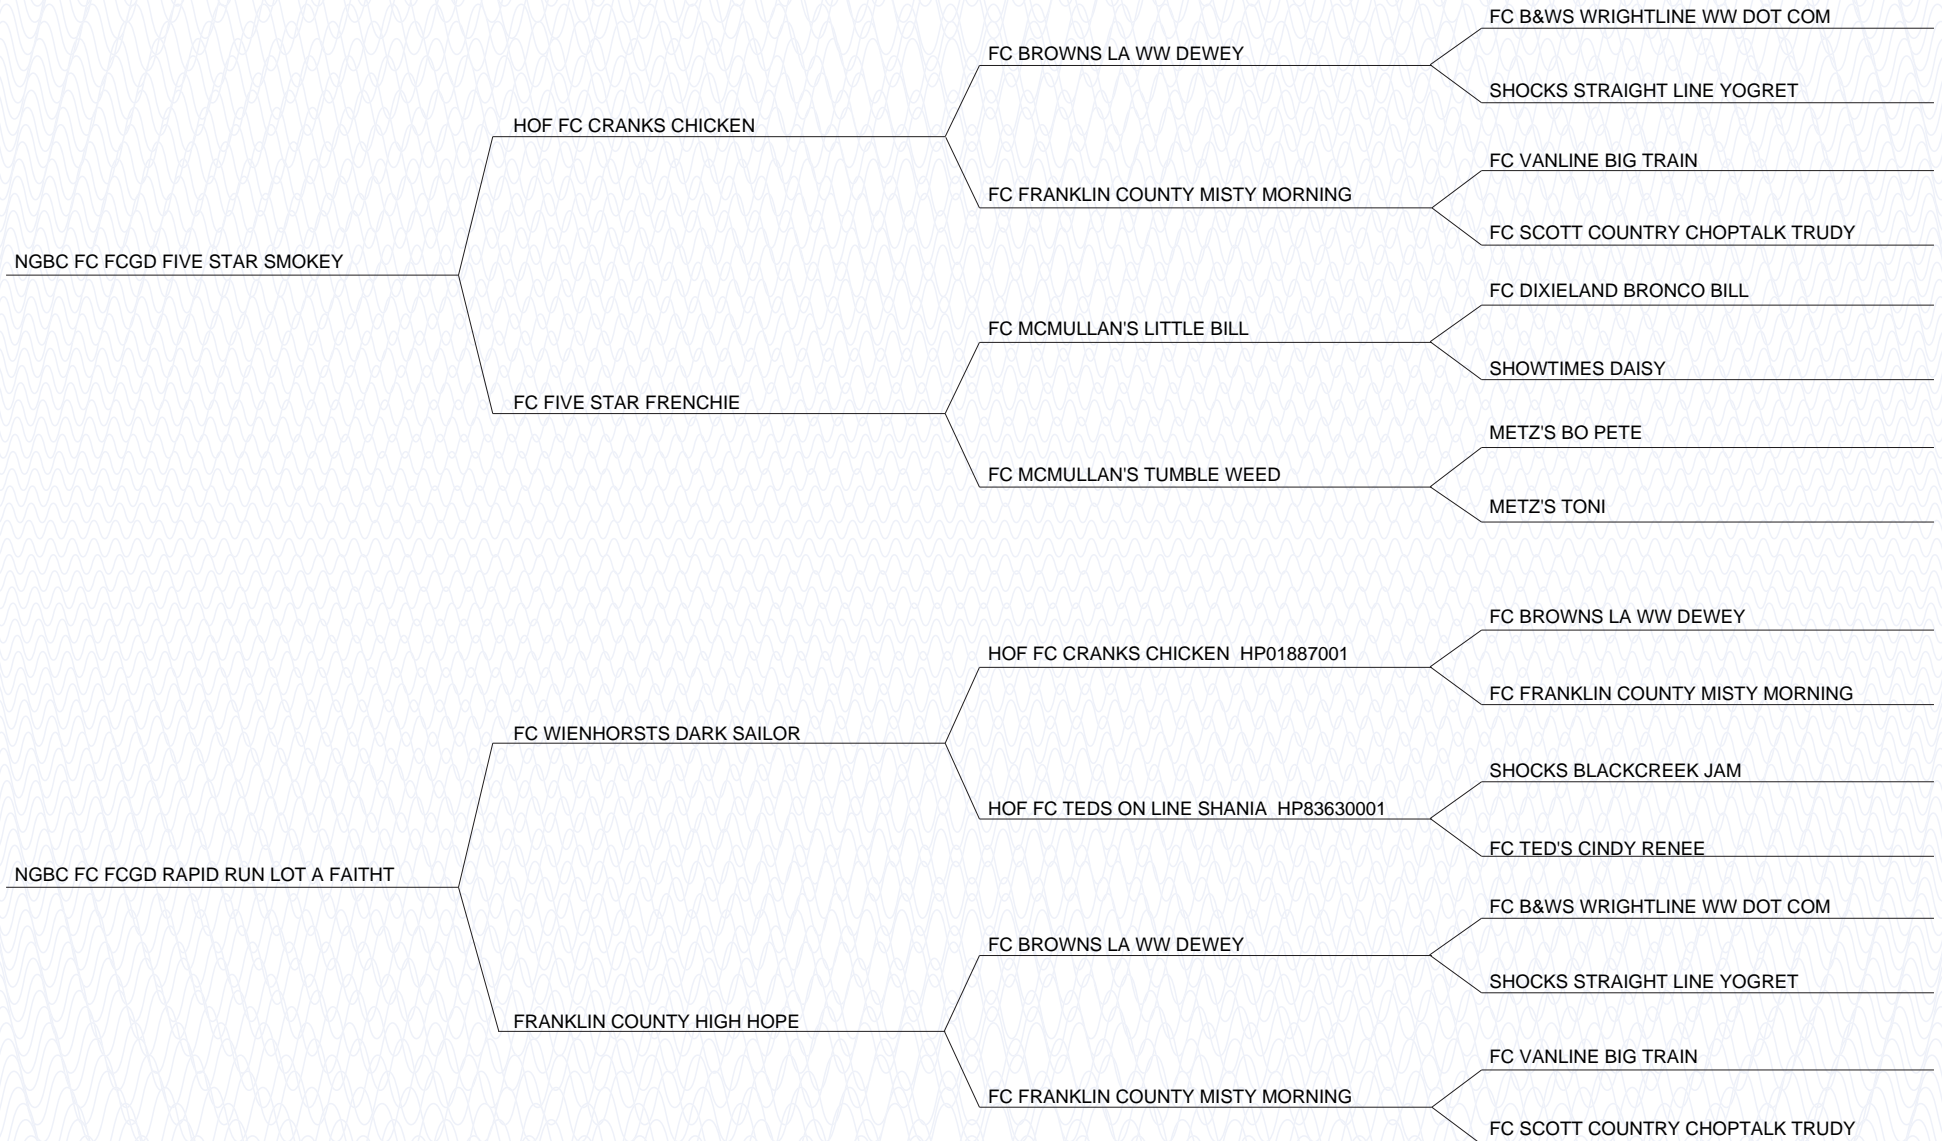 FC B&WS WRIGHTLINE WW DOT COM
FC BROWNS LA WW DEWEY
SHOCKS STRAIGHT LINE YOGRET
HOF FC CRANKS CHICKEN
FC VANLINE BIG TRAIN
FC FRANKLIN COUNTY MISTY MORNING
FC SCOTT COUNTRY CHOPTALK TRUDY
NGBC FC FCGD FIVE STAR SMOKEY
FC DIXIELAND BRONCO BILL
FC MCMULLAN'S LITTLE BILL
SHOWTIMES DAISY
FC FIVE STAR FRENCHIE
METZ'S BO PETE
FC MCMULLAN'S TUMBLE WEED
METZ'S TONI
FC BROWNS LA WW DEWEY
HOF FC CRANKS CHICKEN HP01887001
FC FRANKLIN COUNTY MISTY MORNING
FC WIENHORSTS DARK SAILOR
SHOCKS BLACKCREEK JAM
HOF FC TEDS ON LINE SHANIA HP83630001
FC TED'S CINDY RENEE
NGBC FC FCGD RAPID RUN LOT A FAITHT
FC B&WS WRIGHTLINE WW DOT COM
FC BROWNS LA WW DEWEY
SHOCKS STRAIGHT LINE YOGRET
FRANKLIN COUNTY HIGH HOPE
FC VANLINE BIG TRAIN
FC FRANKLIN COUNTY MISTY MORNING
FC SCOTT COUNTRY CHOPTALK TRUDY